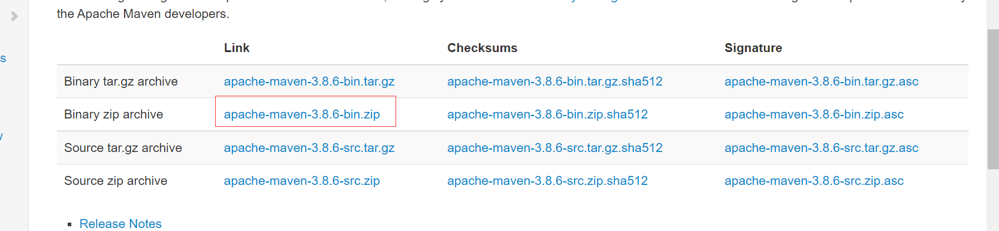 the Apache Maven developers.
Link Checksums Signature
Binary tar.gz archive apache-maven-3.8.6-bin.tar.gz apache-maven-3.8.6-bin.tar.gz.sha512 apache-maven-3.8.6-bin.tar.gz.asc
Binary zip archive apache-maven-3.8.6-bin.zip apache-maven-3.8.6-bin.zip.sha512 apache-maven-3.8.6-bin.zip.asc
Source tar.gz archive apache-maven-3.8.6-src.tar.gz apache-maven-3.8.6-src.tar.gz.sha512 apache-maven-3.8.6-src.tar.gz.asc
Source zip archive apache-maven-3.8.6-src.zip apache-maven-3.8.6-src.zip.sha512 apache-maven-3.8.6-src.zip.asc
Release Notes